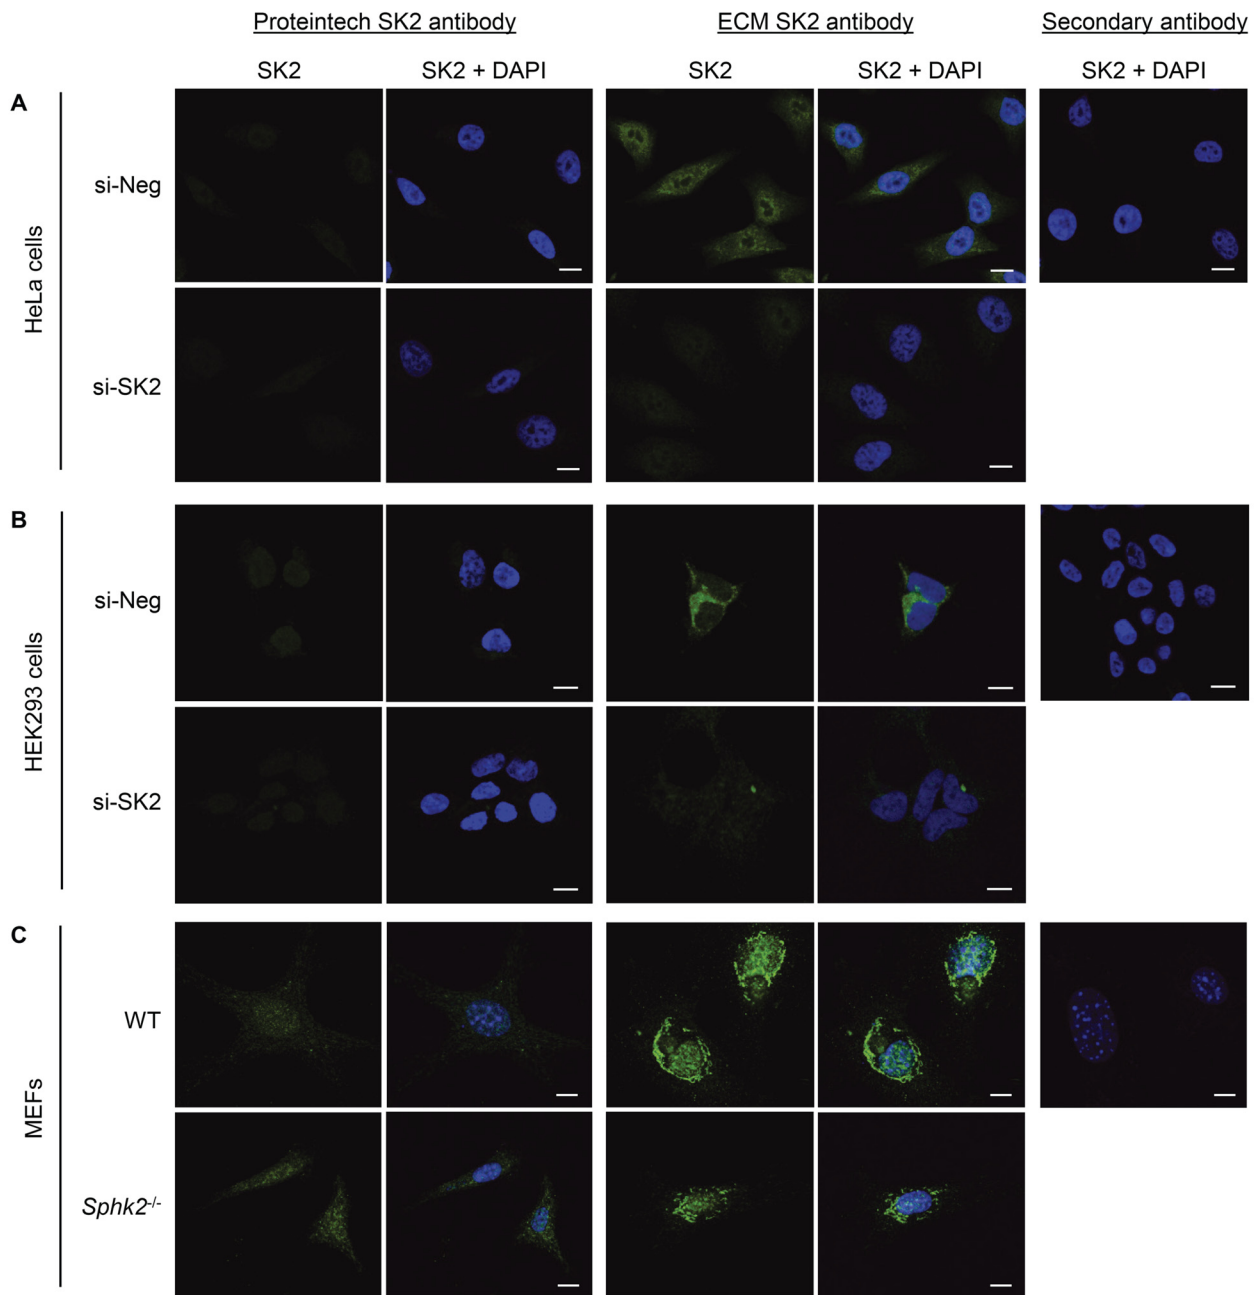 Proteintech SK2 antibody
ECM SK2 antibody
Secondary antibody
SK2
SK2 + DAPI
SK2
SK2 + DAPI
SK2 + DAPI
A
HeLa cells
si-Neg
si-SK2
B
HEK293 cells
si-Neg
si-SK2
C
MEFs
WT
Sphk2-/-